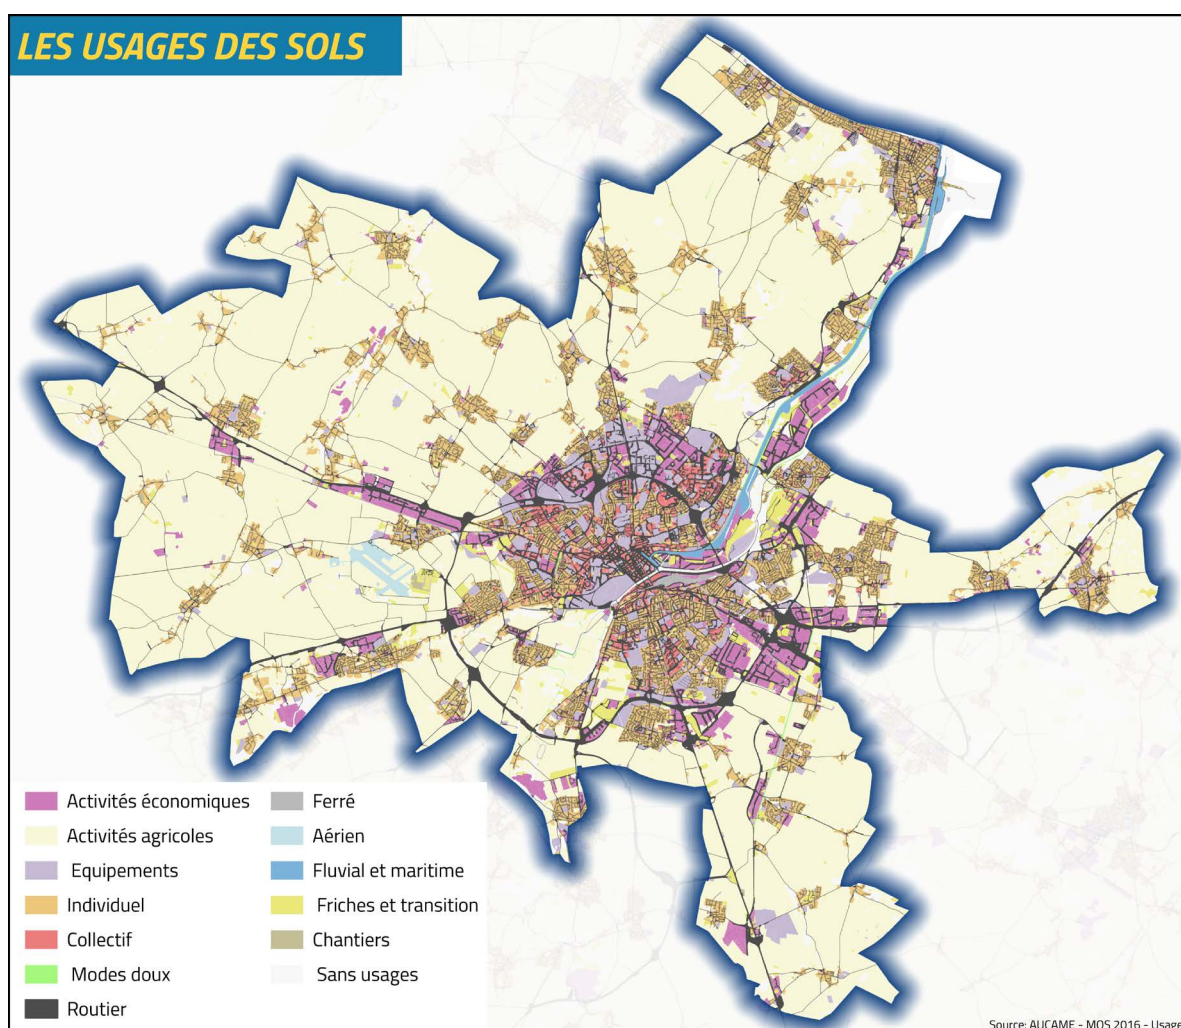 LES USAGES DES SOLS
Activités économiques
Activités agricoles
Equipements
Individuel
Collectif
Modes doux
Routier
Ferré
Aérien
Fluvial et maritime
Friches et transition
Chantiers
Sans usages
Source: AUCAME - MOS 2016 - Usage